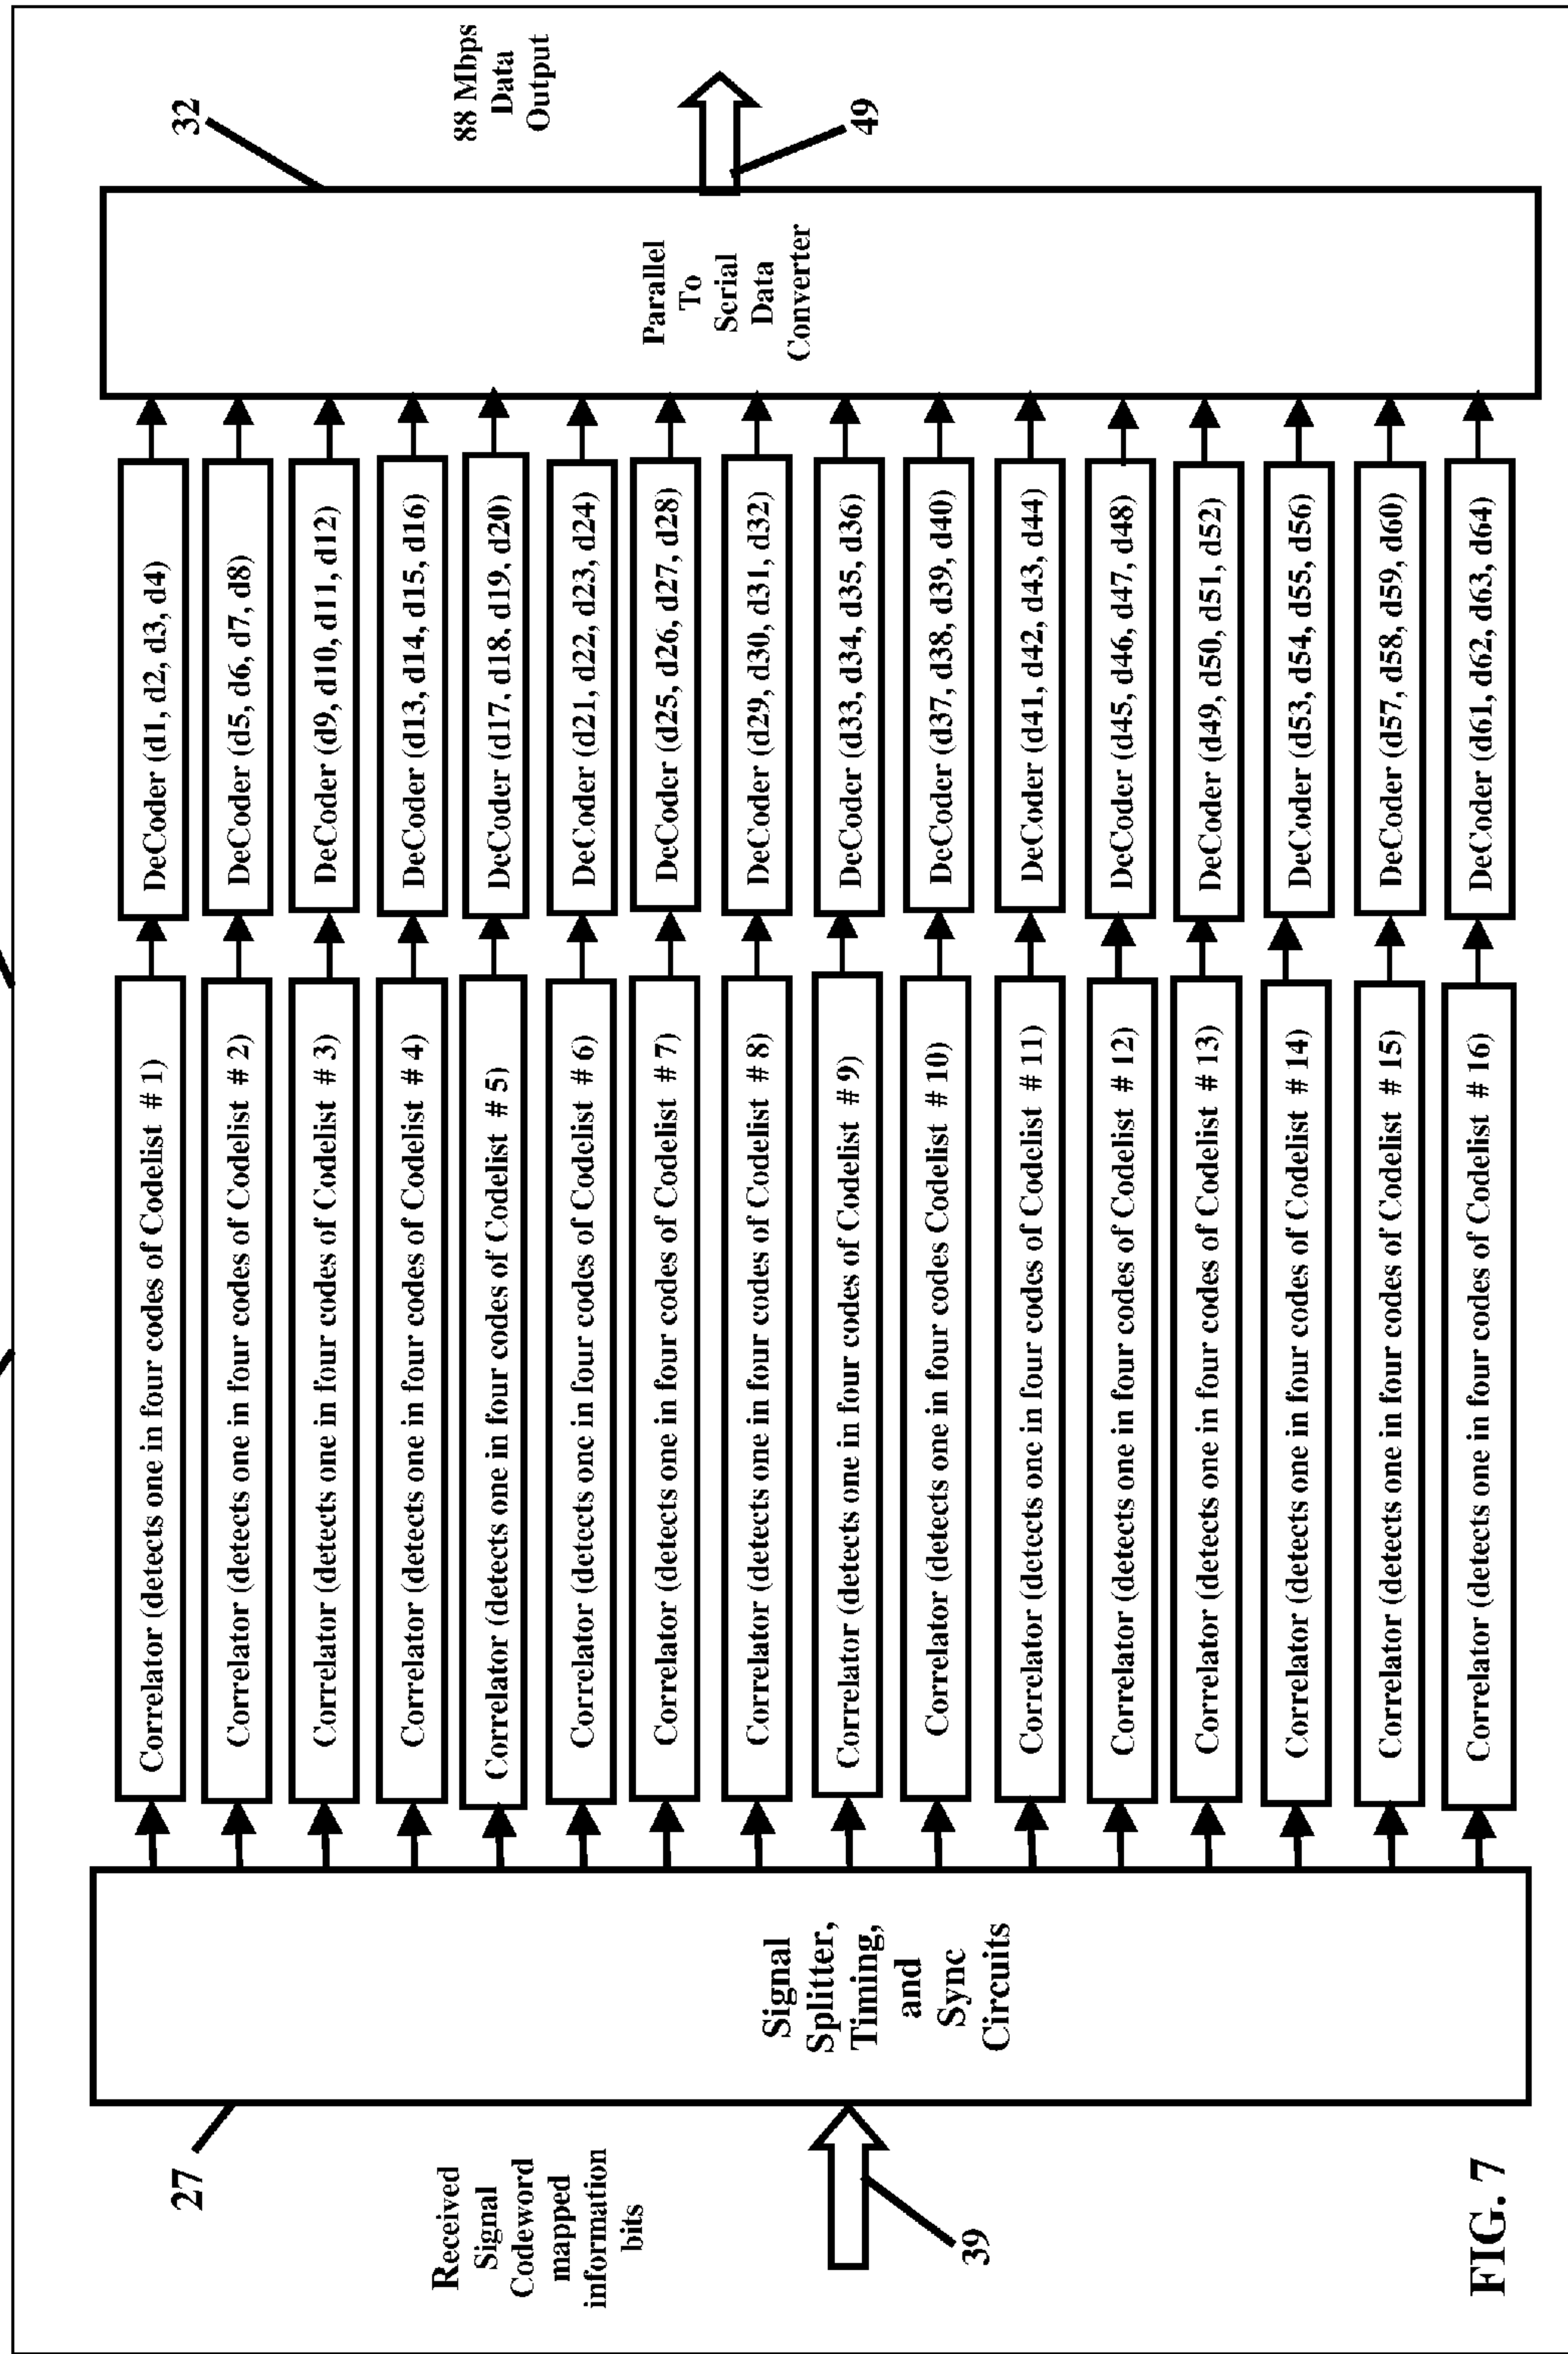 27
Received
Signal
Codeword
mapped
information
bits
39
Signal
Splitter,
Timing,
and
Sync
Circuits
Correlator (detects one in four codes of Codelist # 1)
DeCoder (d1, d2, d3, d4)
Correlator (detects one in four codes of Codelist # 2)
DeCoder (d5, d6, d7, d8)
Correlator (detects one in four codes of Codelist # 3)
DeCoder (d9, d10, d11, d12)
Correlator (detects one in four codes of Codelist # 4)
DeCoder (d13, d14, d15, d16)
Correlator (detects one in four codes of Codelist # 5)
DeCoder (d17, d18, d19, d20)
Correlator (detects one in four codes of Codelist # 6)
DeCoder (d21, d22, d23, d24)
Correlator (detects one in four codes of Codelist # 7)
DeCoder (d25, d26, d27, d28)
Correlator (detects one in four codes of Codelist # 8)
DeCoder (d29, d30, d31, d32)
Correlator (detects one in four codes of Codelist # 9)
DeCoder (d33, d34, d35, d36)
Correlator (detects one in four codes Codelist # 10)
DeCoder (d37, d38, d39, d40)
Correlator (detects one in four codes of Codelist # 11)
DeCoder (d41, d42, d43, d44)
Correlator (detects one in four codes of Codelist # 12)
DeCoder (d45, d46, d47, d48)
Correlator (detects one in four codes of Codelist # 13)
DeCoder (d49, d50, d51, d52)
Correlator (detects one in four codes of Codelist # 14)
DeCoder (d53, d54, d55, d56)
Correlator (detects one in four codes of Codelist # 15)
DeCoder (d57, d58, d59, d60)
Correlator (detects one in four codes of Codelist # 16)
DeCoder (d61, d62, d63, d64)
Parallel
To
Serial
Data
Converter
32
88 Mbps
Data
Output
49
FIG. 7